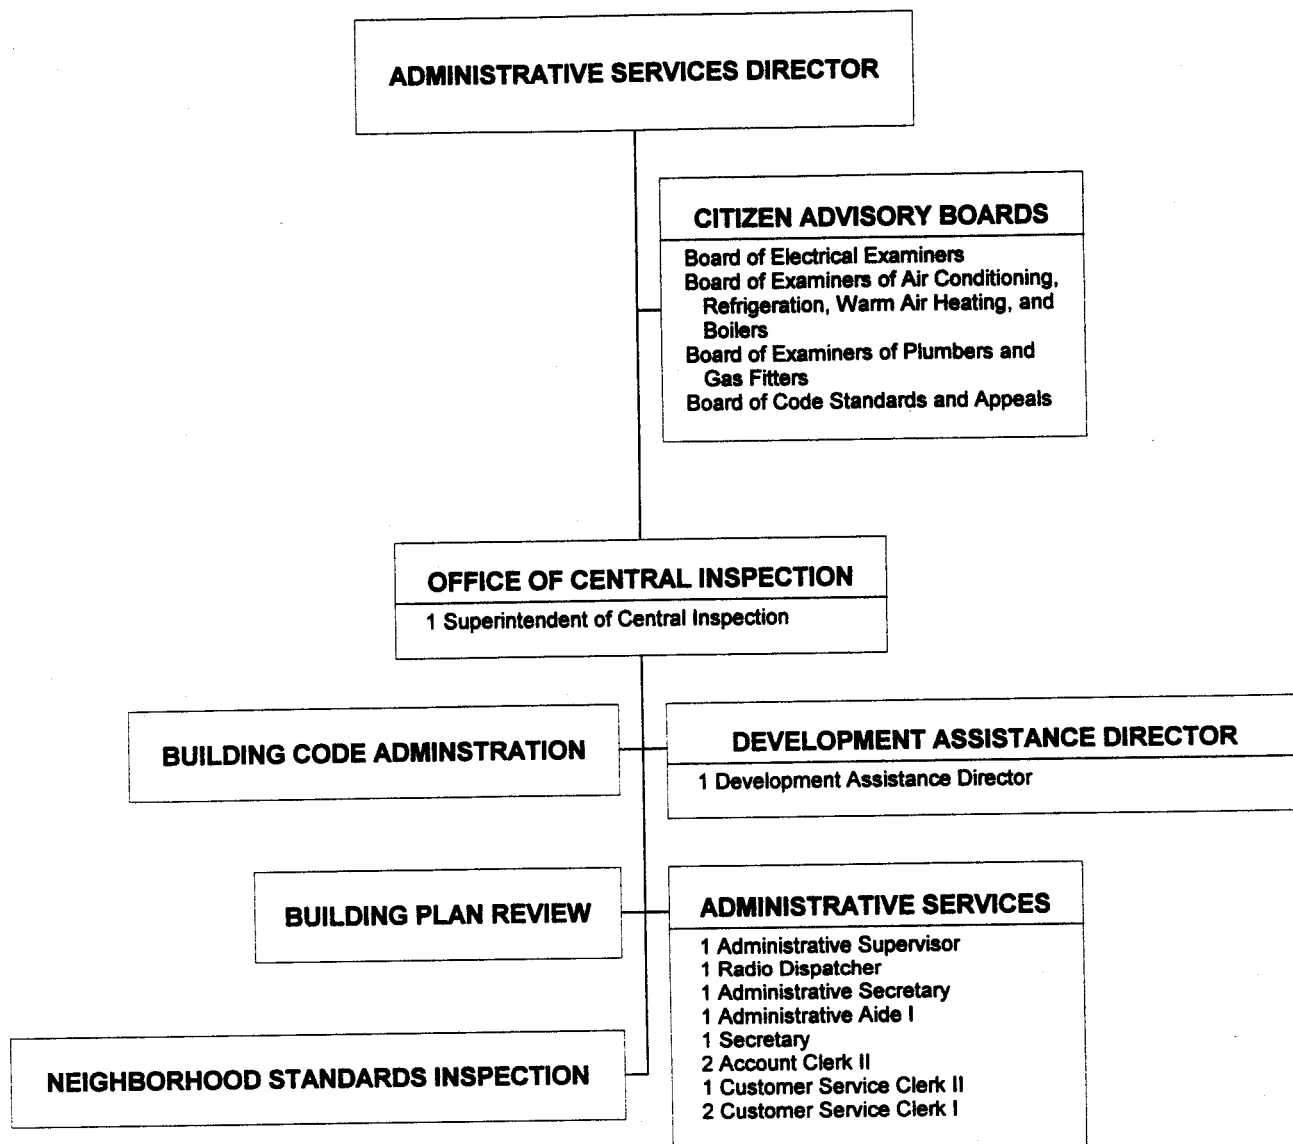 ADMINISTRATIVE SERVICES DIRECTOR
CITIZEN ADVISORY BOARDS
Board of Electrical Examiners
Board of Examiners of Air Conditioning,
Refrigeration, Warm Air Heating, and
Boilers
Board of Examiners of Plumbers and
Gas Fitters
Board of Code Standards and Appeals
OFFICE OF CENTRAL INSPECTION
1 Superintendent of Central Inspection
BUILDING CODE ADMINSTRATION
DEVELOPMENT ASSISTANCE DIRECTOR
1 Development Assistance Director
BUILDING PLAN REVIEW
ADMINISTRATIVE SERVICES
1 Administrative Supervisor
1 Radio Dispatcher
1 Administrative Secretary
1 Administrative Aide I
1 Secretary
2 Account Clerk II
1 Customer Service Clerk II
2 Customer Service Clerk I
NEIGHBORHOOD STANDARDS INSPECTION